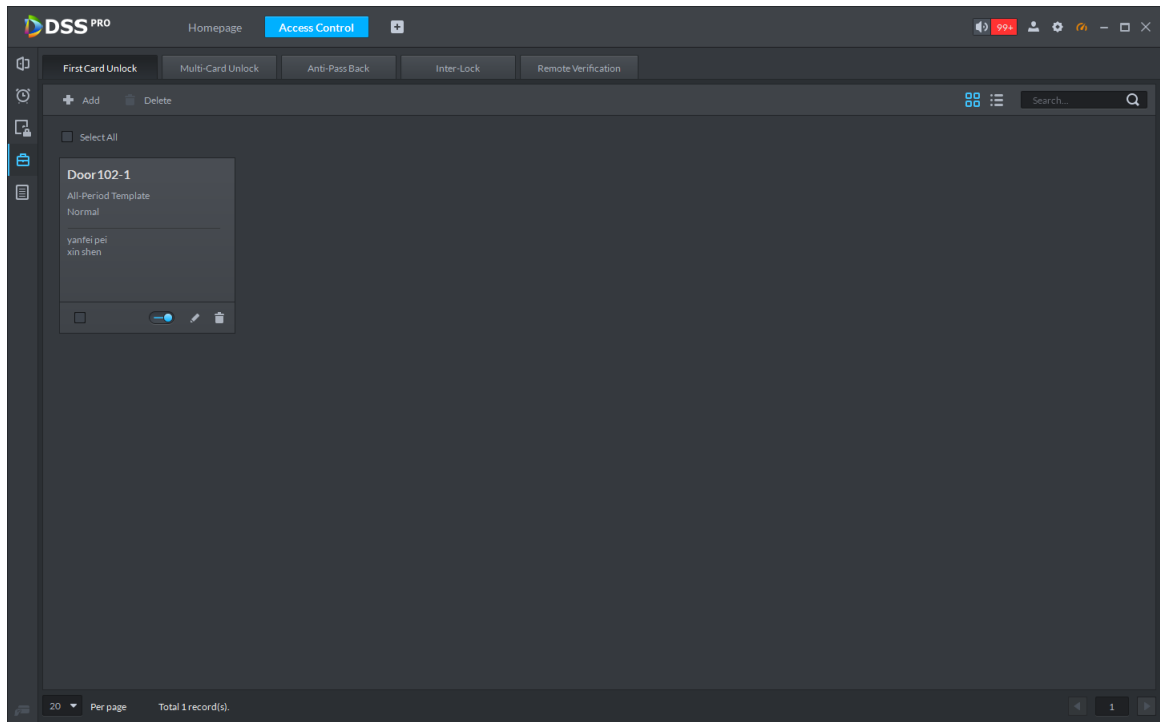 DSS PRO Homepage Access Control 99+
First Card Unlock Multi-Card Unlock Anti-Pass Back Inter-Lock Remote Verification
Add Delete Search...
Select All
Door102-1
All-Period Template
Normal
yanfei pei
xin shen
20 Per page Total 1 record(s). 1